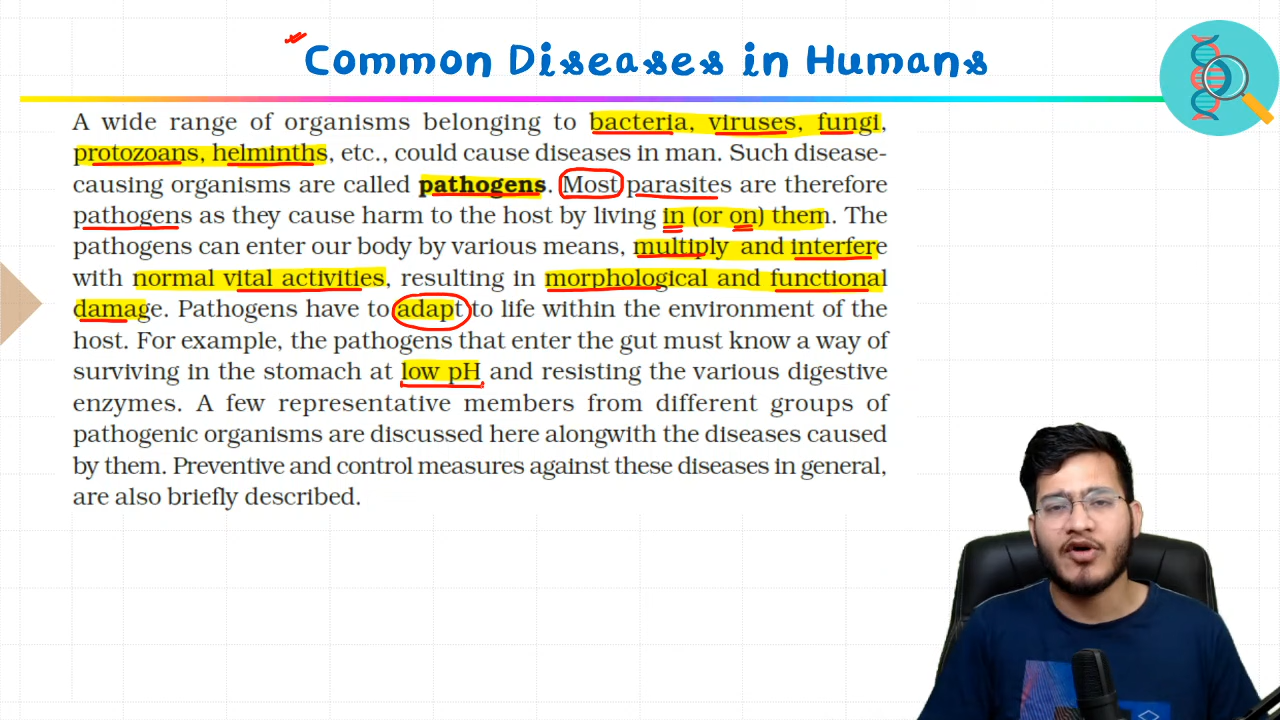 Common Diseases in Humans
A wide range of organisms belonging to bacteria, viruses, fungi,
protozoans, helminths, etc., could cause diseases in man. Such disease-
causing organisms are called pathogens. Most parasites are therefore
pathogens as they cause harm to the host by living in (or on) them. The
pathogens can enter our body by various means, multiply and interfere
with normal vital activities, resulting in morphological and functional
damage. Pathogens have to adapt to life within the environment of the
host. For example, the pathogens that enter the gut must know a way of
surviving in the stomach at low pH and resisting the various digestive
enzymes. A few representative members from different groups of
pathogenic organisms are discussed here alongwith the diseases caused
by them. Preventive and control measures against these diseases in general,
are also briefly described.